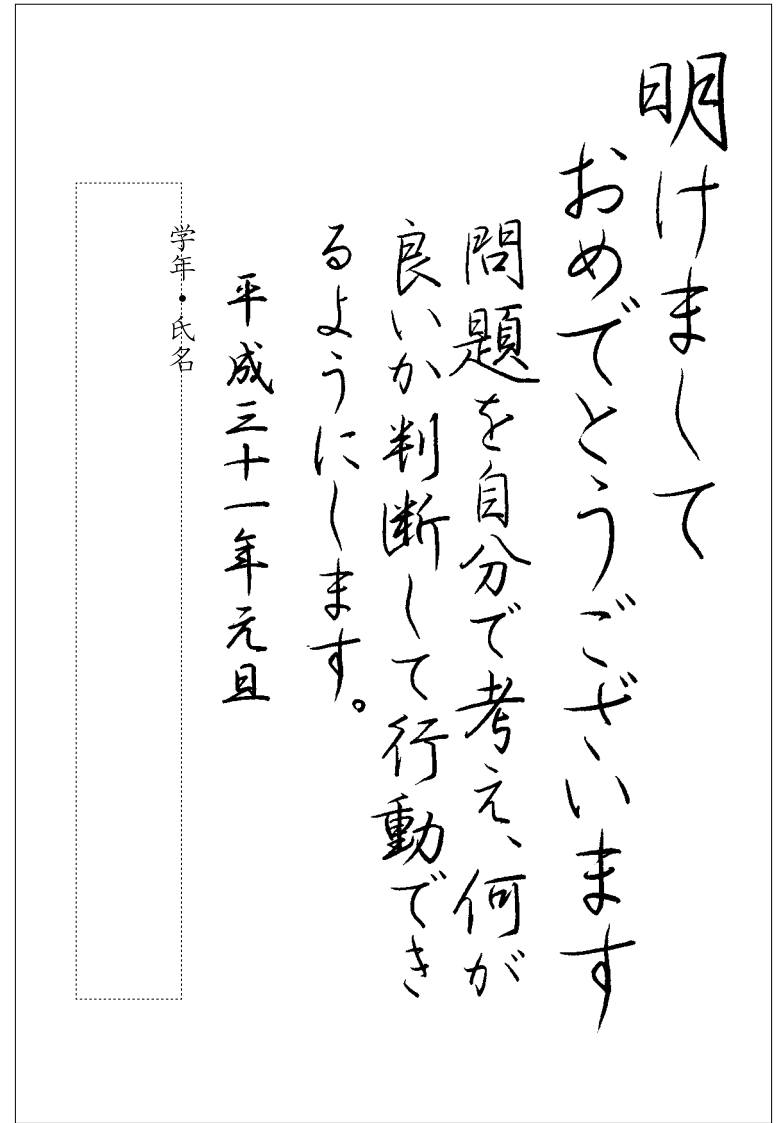 明けまして
おめでとうございます
問題を自分で考え、何が
良いか判断して行動でき
るようにします。
平成三十一年元旦
学年・氏名